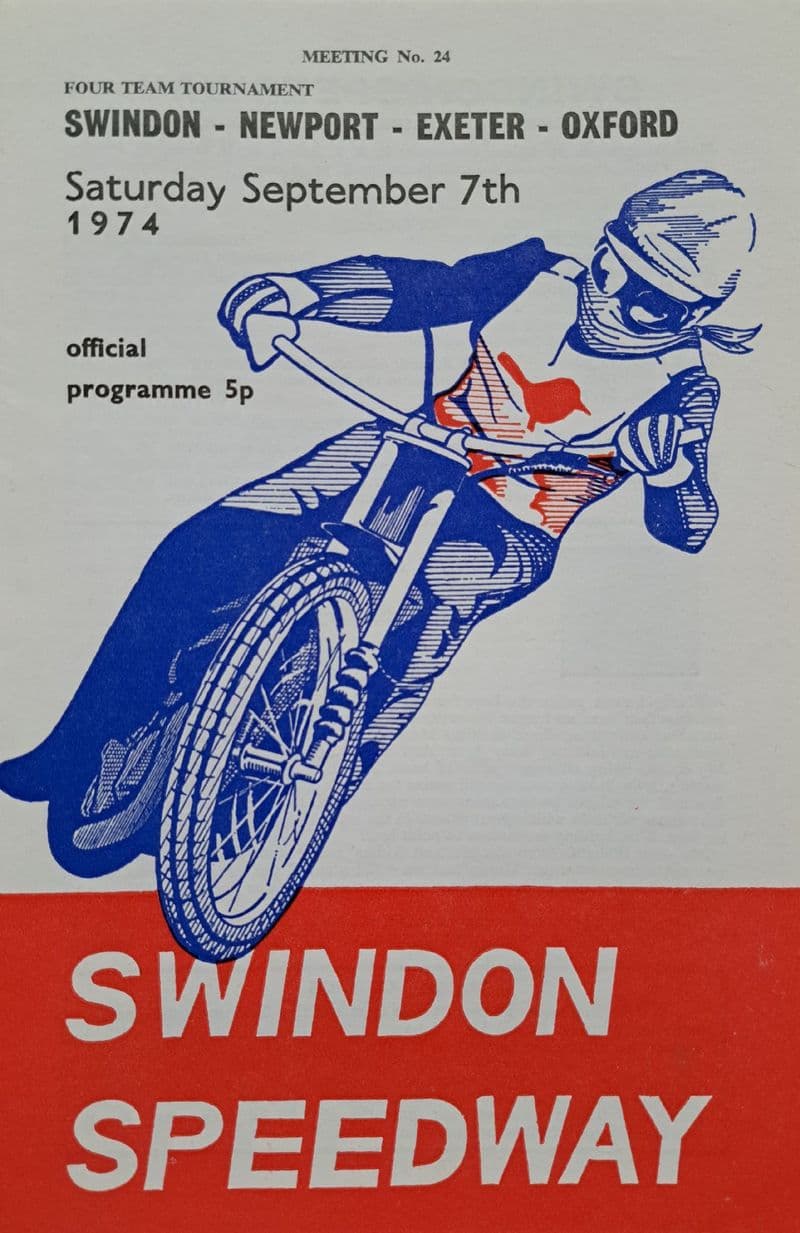 MEETING No. 24
FOUR TEAM TOURNAMENT
SWINDON - NEWPORT - EXETER - OXFORD
Saturday September 7th
1974
official
programme 5p
SWINDON
SPEEDWAY